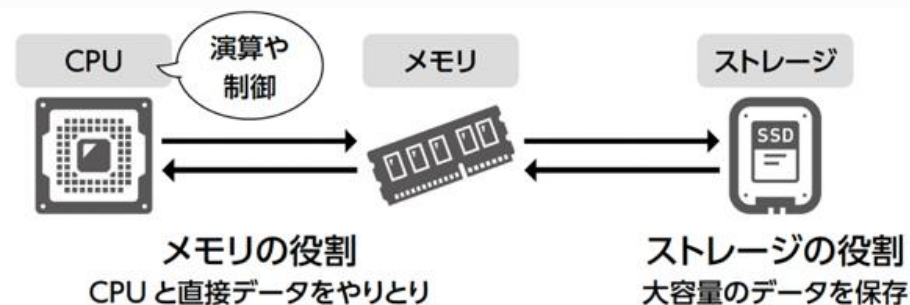 CPU
演算や
制御
メモリ
ストレージ
SSD
メモリの役割
CPUと直接データをやりとり
ストレージの役割
大容量のデータを保存